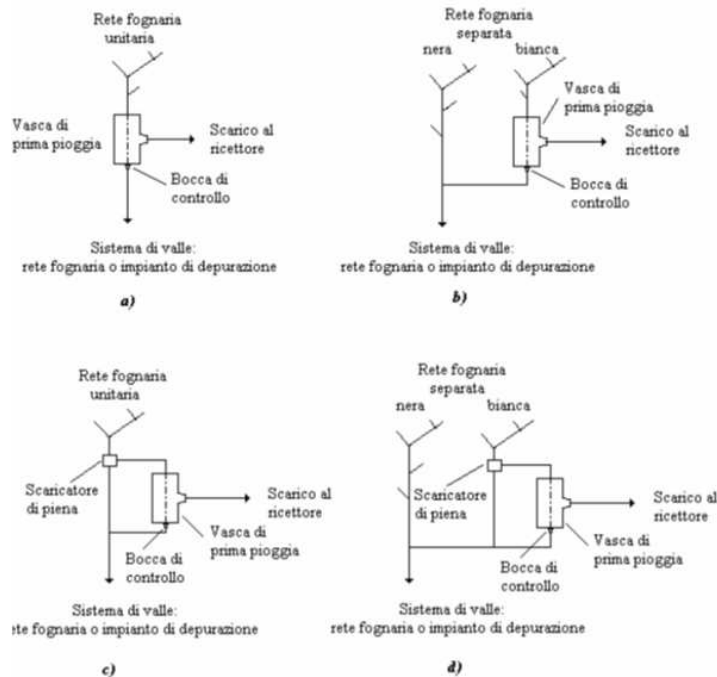 Rete fognaria
unitaria
Vasca di
prima pioggia
Scarico al
ricettore
Bocca di
controllo
Sistema di valle:
rete fognaria o impianto di depurazione
a)
Rete fognaria
separata
nera
bianca
Vasca di
prima pioggia
Scarico al
ricettore
Bocca di
controllo
Sistema di valle:
rete fognaria o impianto di depurazione
b)
Rete fognaria
unitaria
Scaricatore
di piena
Scarico al
ricettore
Vasca di
prima pioggia
Bocca di
controllo
Sistema di valle:
ete fognaria o impianto di depurazione
c)
Rete fognaria
separata
nera
bianca
Scaricatore
di piena
Scarico al
ricettore
Vasca di
prima pioggia
Bocca di
controllo
Sistema di valle:
rete fognaria o impianto di depurazione
d)